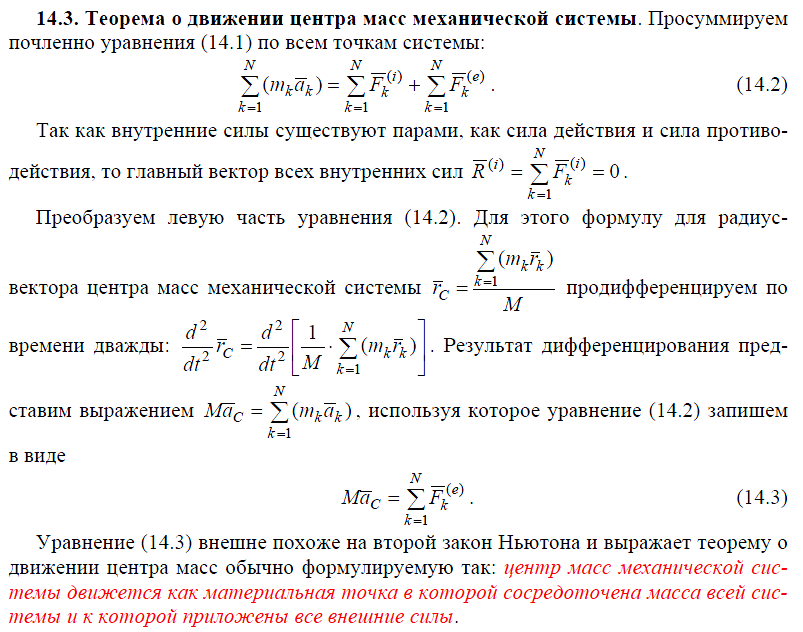 14.3. Теорема о движении центра масс механической системы. Просуммируем
почленно уравнения (14.1) по всем точкам системы:
$\sum_{k=1}^{N}(m_k\overline{a}_k) = \sum_{k=1}^{N}\overline{F}_k^{(i)} + \sum_{k=1}^{N}\overline{F}_k^{(e)}$. (14.2)
Так как внутренние силы существуют парами, как сила действия и сила противо-
действия, то главный вектор всех внутренних сил $\overline{R}^{(i)} = \sum_{k=1}^{N}\overline{F}_k^{(i)} = 0$.
Преобразуем левую часть уравнения (14.2). Для этого формулу для радиус-
вектора центра масс механической системы $\overline{r}_C = \frac{\sum_{k=1}^{N}(m_k\overline{r}_k)}{M}$ продифференцируем по
времени дважды: $\frac{d^2}{dt^2}\overline{r}_C = \frac{d^2}{dt^2}\left[\frac{1}{M}\cdot\sum_{k=1}^{N}(m_k\overline{r}_k)\right]$. Результат дифференцирования пред-
ставим выражением $M\overline{a}_C = \sum_{k=1}^{N}(m_k\overline{a}_k)$, используя которое уравнение (14.2) запишем
в виде
$M\overline{a}_C = \sum_{k=1}^{N}\overline{F}_k^{(e)}$. (14.3)
Уравнение (14.3) внешне похоже на второй закон Ньютона и выражает теорему о
движении центра масс обычно формулируемую так: центр масс механической сис-
темы движется как материальная точка в которой сосредоточена масса всей сис-
темы и к которой приложены все внешние силы.